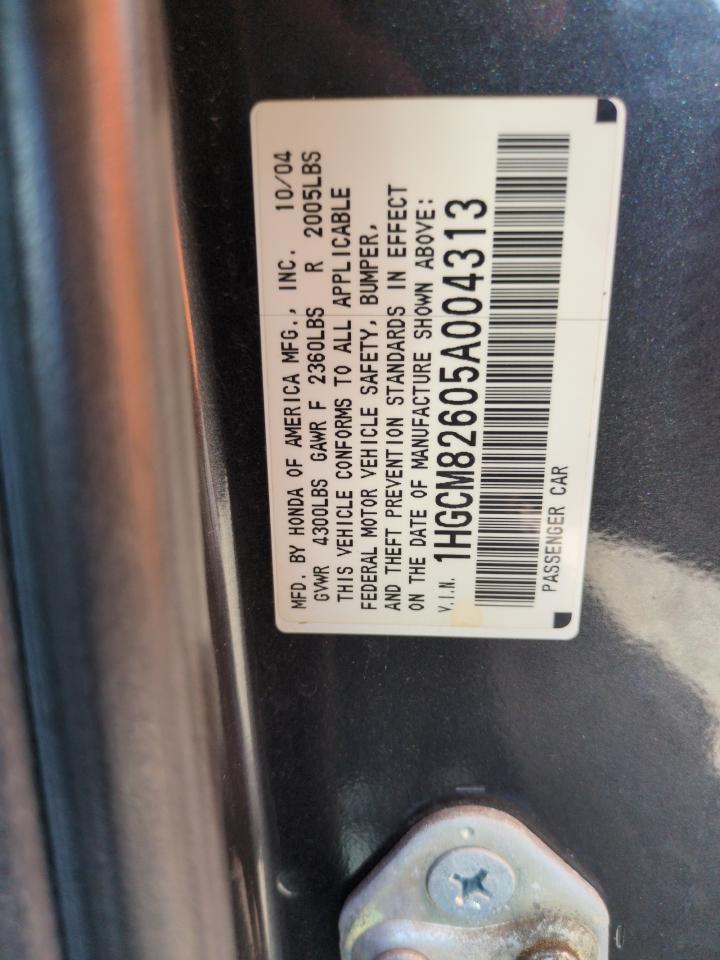 MFD. BY HONDA OF AMERICA MFG., INC. 10/04
GVWR 4300LBS GAWR F 2360LBS R 2005LBS
THIS VEHICLE CONFORMS TO ALL APPLICABLE
FEDERAL MOTOR VEHICLE SAFETY, BUMPER,
AND THEFT PREVENTION STANDARDS IN EFFECT
ON THE DATE OF MANUFACTURE SHOWN ABOVE:
V.I.N. 1HGCM82605A004313
PASSENGER CAR